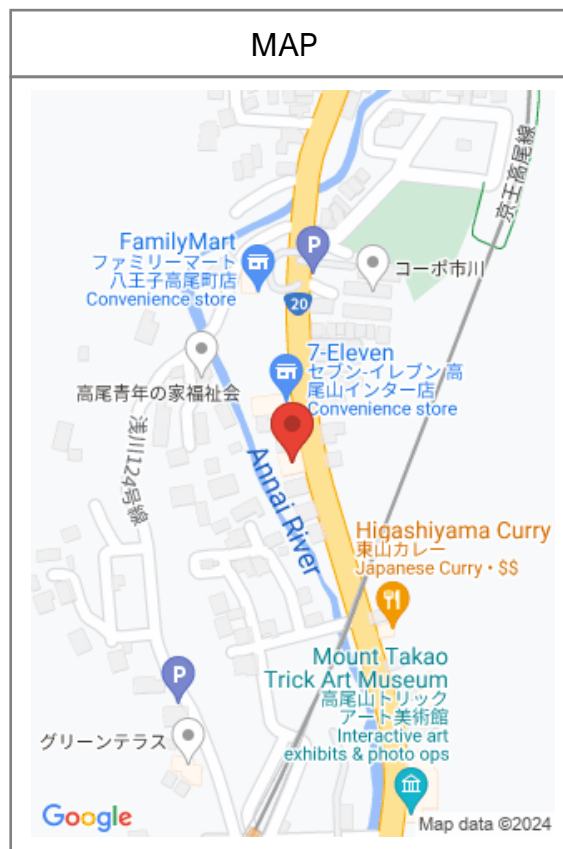 MAP
京王高尾線
P
FamilyMart
ファミリーマート
八王子高尾町店
Convenience store
コーポ市川
20
7-Eleven
セブン-イレブン 高
尾山インター店
Convenience store
高尾青年の家福祉会
浅川124号線
Annai River
Higashiyama Curry
東山カレー
Japanese Curry • $$
Mount Takao
Trick Art Museum
高尾山トリック
アート美術館
Interactive art
exhibits & photo ops
P
グリーンテラス
Google
Map data ©2024